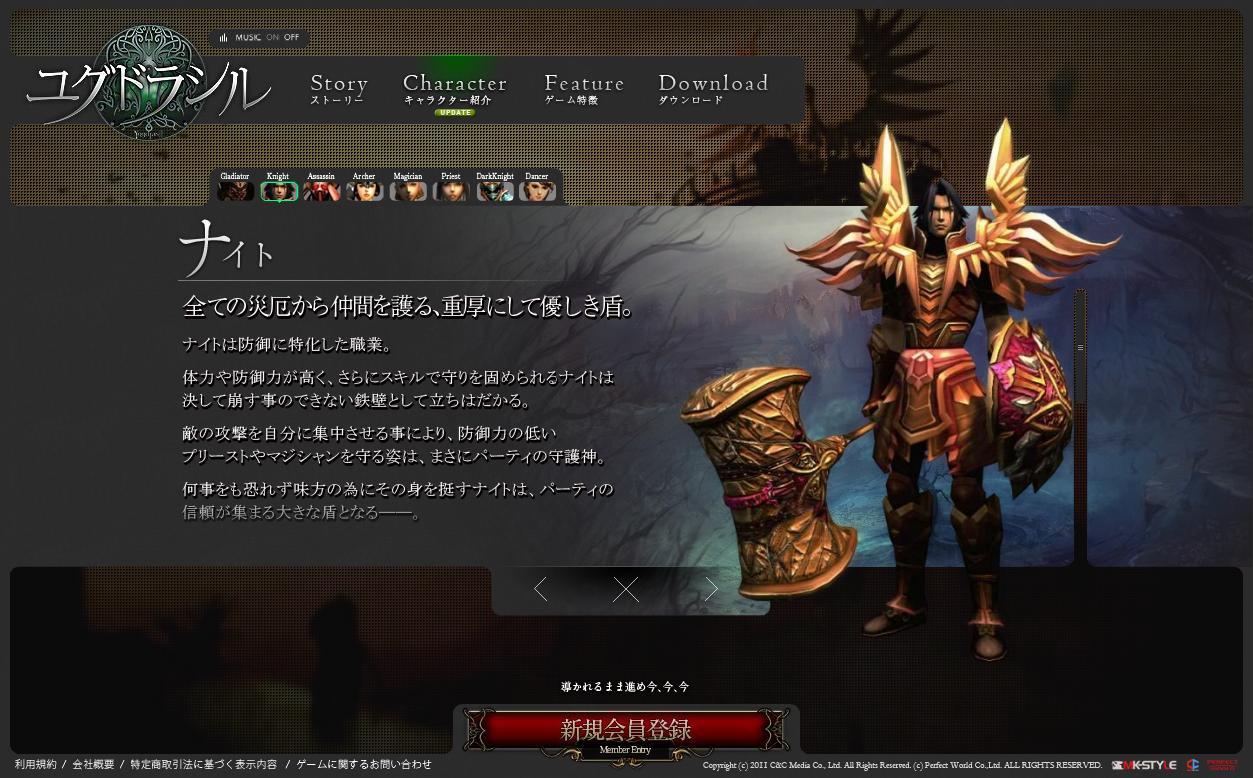 MUSIC ON OFF
ユグドラシル
Yggdrasil
Story
Character
Feature
Download
ストーリー
キャラクター紹介
ゲーム特徴
ダウンロード
UPDATE
Gladiator
Knight
Assassin
Archer
Magician
Priest
DarkKnight
Dancer
ナイト
全ての災厄から仲間を護る、重厚にして優しき盾。
ナイトは防御に特化した職業。
体力や防御力が高く、さらにスキルで守りを固められるナイトは
決して崩す事のできない鉄壁として立ちはだかる。
敵の攻撃を自分に集中させる事により、防御力の低い
プリーストやマジシャンを守る姿は、まさにパーティの守護神。
何事をも恐れず味方の為にその身を挺すナイトは、パーティの
信頼が集まる大きな盾となる――。
導かれるまま進め今、今、今
新規会員登録
Member Entry
利用規約 / 会社概要 / 特定商取引法に基づく表示内容 / ゲームに関するお問い合わせ
Copyright (c) 2011 C&C Media Co., Ltd. All Rights Reserved. (c) Perfect World Co.,Ltd. ALL RIGHTS RESERVED.
MK-STYLE